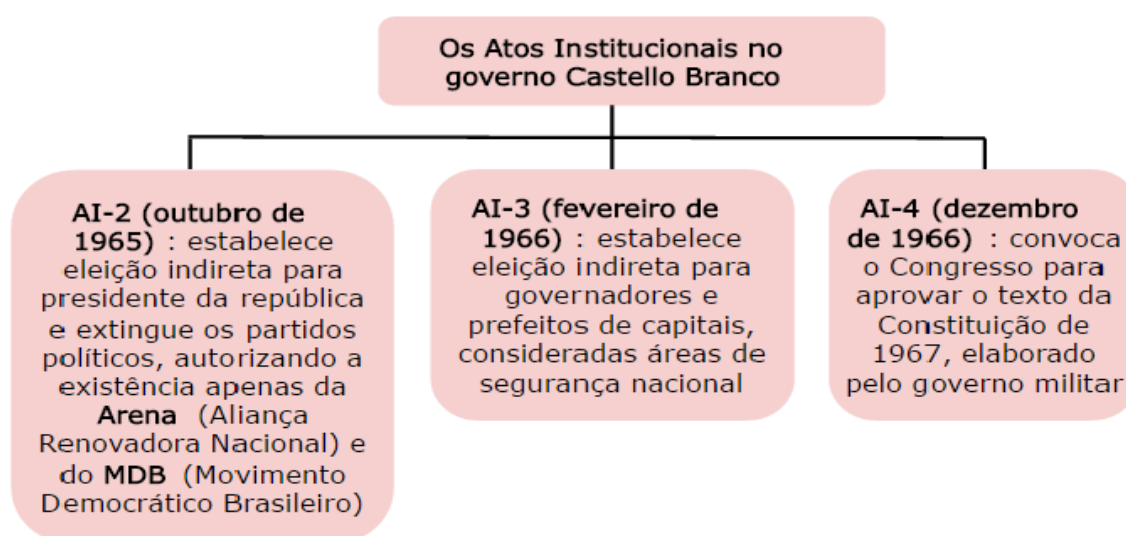 Os Atos Institucionais no
governo Castello Branco
AI-2 (outubro de
1965) : estabelece
eleição indireta para
presidente da república
e extingue os partidos
políticos, autorizando a
existência apenas da
Arena (Aliança
Renovadora Nacional) e
do MDB (Movimento
Democrático Brasileiro)
AI-3 (fevereiro de
1966) : estabelece
eleição indireta para
governadores e
prefeitos de capitais,
consideradas áreas de
segurança nacional
AI-4 (dezembro
de 1966) : convoca
o Congresso para
aprovar o texto da
Constituição de
1967, elaborado
pelo governo militar